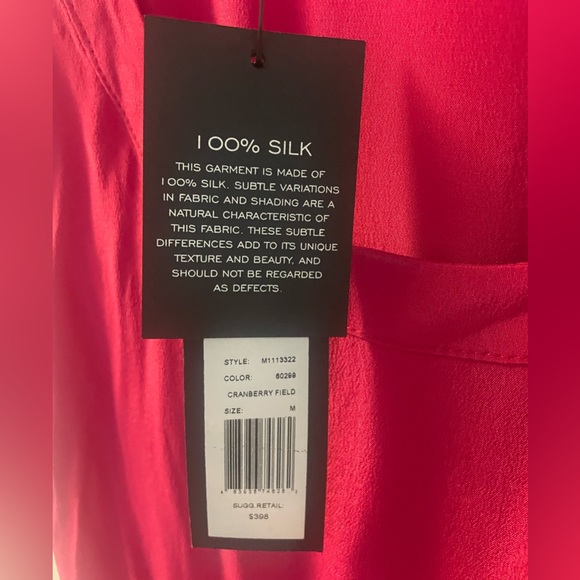 100% SILK
THIS GARMENT IS MADE OF
100% SILK. SUBTLE VARIATIONS
IN FABRIC AND SHADING ARE A
NATURAL CHARACTERISTIC OF
THIS FABRIC. THESE SUBTLE
DIFFERENCES ADD TO ITS UNIQUE
TEXTURE AND BEAUTY, AND
SHOULD NOT BE REGARDED
AS DEFECTS.
STYLE: M1113322
COLOR: 60299
CRANBERRY FIELD
SIZE: M
SUGG.RETAIL:
$398